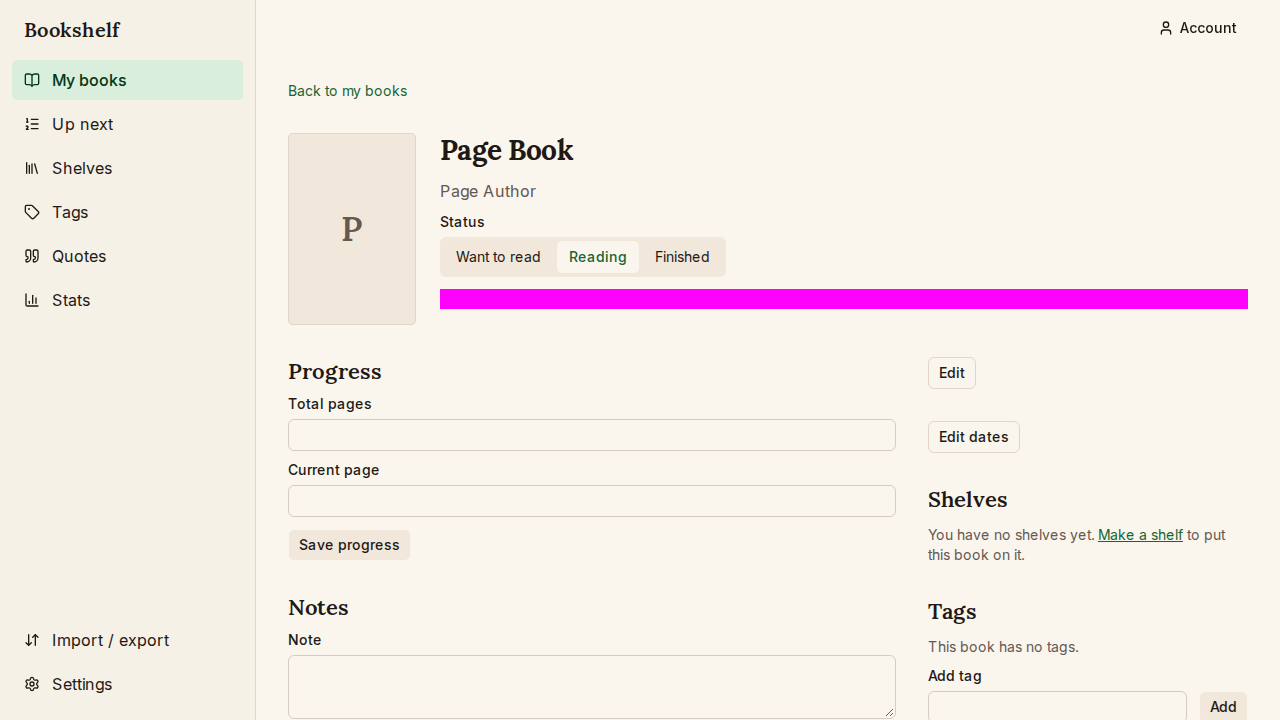 Bookshelf
My books
Up next
Shelves
Tags
Quotes
Stats
Import / export
Settings
Account
Back to my books
P
Page Book
Page Author
Status
Want to read
Reading
Finished
Progress
Total pages
Current page
Save progress
Notes
Note
Edit
Edit dates
Shelves
You have no shelves yet. Make a shelf to put
this book on it.
Tags
This book has no tags.
Add tag
Add